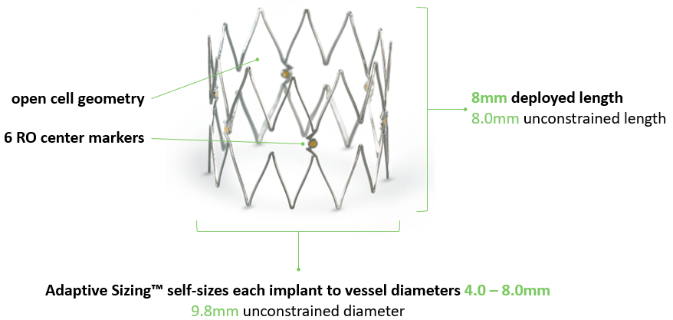 open cell geometry
6 RO center markers
8mm deployed length
8.0mm unconstrained length
Adaptive Sizing™ self-sizes each implant to vessel diameters 4.0 – 8.0mm
9.8mm unconstrained diameter